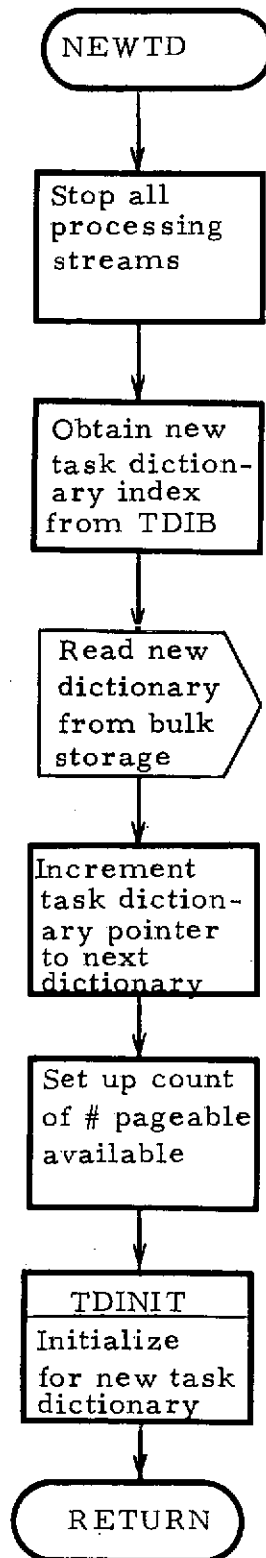 NEWTD
Stop all
processing
streams
Obtain new
task diction-
ary index
from TDIB
Read new
dictionary
from bulk
storage
Increment
task diction-
ary pointer
to next
dictionary
Set up count
of # pageable
available
TDINIT
Initialize
for new task
dictionary
RETURN